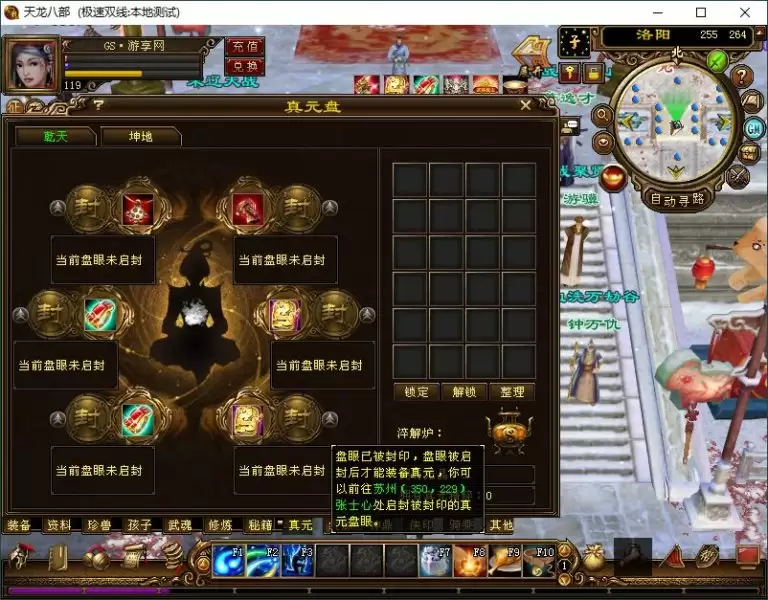 天龙八部 (极速双线:本地测试)
GS·游享网
充值
兑换
119
洛阳
255 264
北
GM
自动寻路
真元盘
?
乾天
坤地
封
封
当前盘眼未启封
当前盘眼未启封
封
封
当前盘眼未启封
当前盘眼未启封
封
封
当前盘眼未启封
当前盘眼未启封
锁定
解锁
整理
淬解炉：
盘眼已被封印，盘眼被启
封后才能装备真元，你可
以前往苏州（350，229）
张士心处启封被封印的真
元盘眼。
：0
游骥
钟万仇
装备
资料
珍兽
孩子
武魂
修炼
秘籍
真元
其他
F1
F2
F3
F7
F8
F9
F10
1